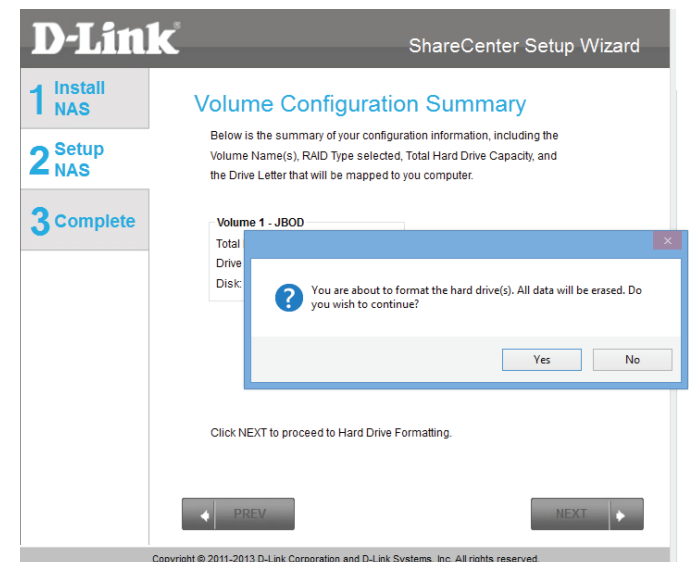 D-Link®
ShareCenter Setup Wizard
1 Install
NAS
2 Setup
NAS
3 Complete
Volume Configuration Summary
Below is the summary of your configuration information, including the
Volume Name(s), RAID Type selected, Total Hard Drive Capacity, and
the Drive Letter that will be mapped to you computer.
Volume 1 - JBOD
Total
Drive
Disk:
×
?
You are about to format the hard drive(s). All data will be erased. Do
you wish to continue?
Yes
No
Click NEXT to proceed to Hard Drive Formatting.
PREV
NEXT
Copyright © 2011-2013 D-Link Corporation and D-Link Systems, Inc. All rights reserved.